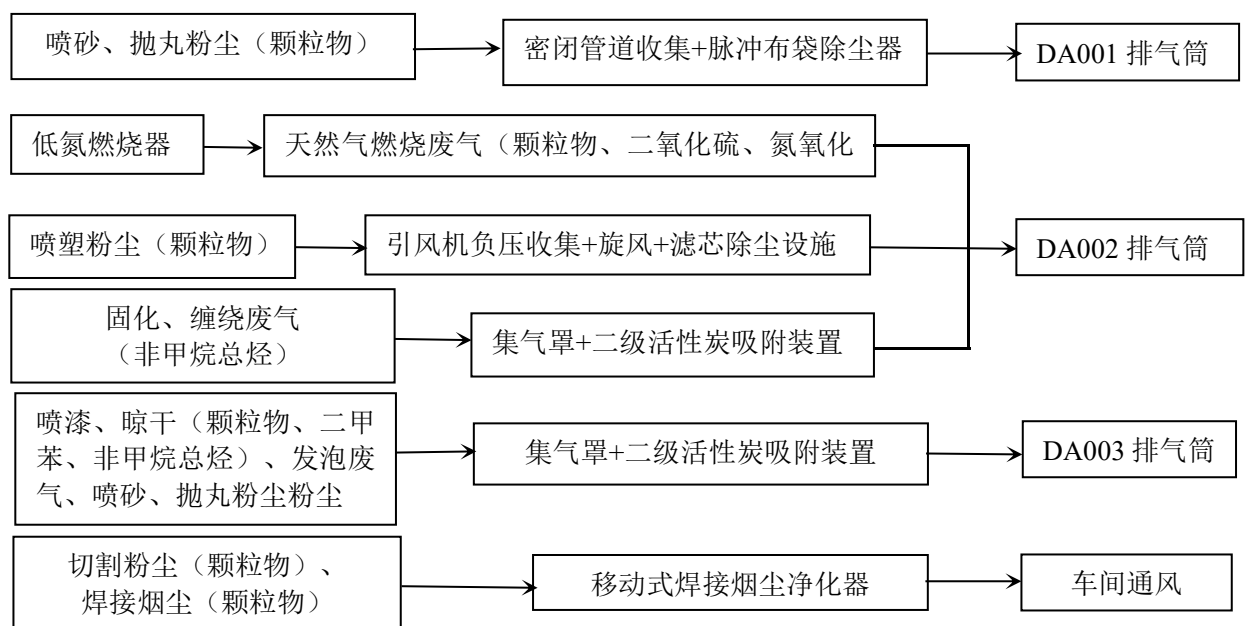 喷砂、抛丸粉尘（颗粒物）
密闭管道收集+脉冲布袋除尘器
DA001 排气筒
低氮燃烧器
天然气燃烧废气（颗粒物、二氧化硫、氮氧化
喷塑粉尘（颗粒物）
引风机负压收集+旋风+滤芯除尘设施
DA002 排气筒
固化、缠绕废气
（非甲烷总烃）
集气罩+二级活性炭吸附装置
喷漆、晾干（颗粒物、二甲
苯、非甲烷总烃）、发泡废
气、喷砂、抛丸粉尘粉尘
集气罩+二级活性炭吸附装置
DA003 排气筒
切割粉尘（颗粒物）、
焊接烟尘（颗粒物）
移动式焊接烟尘净化器
车间通风